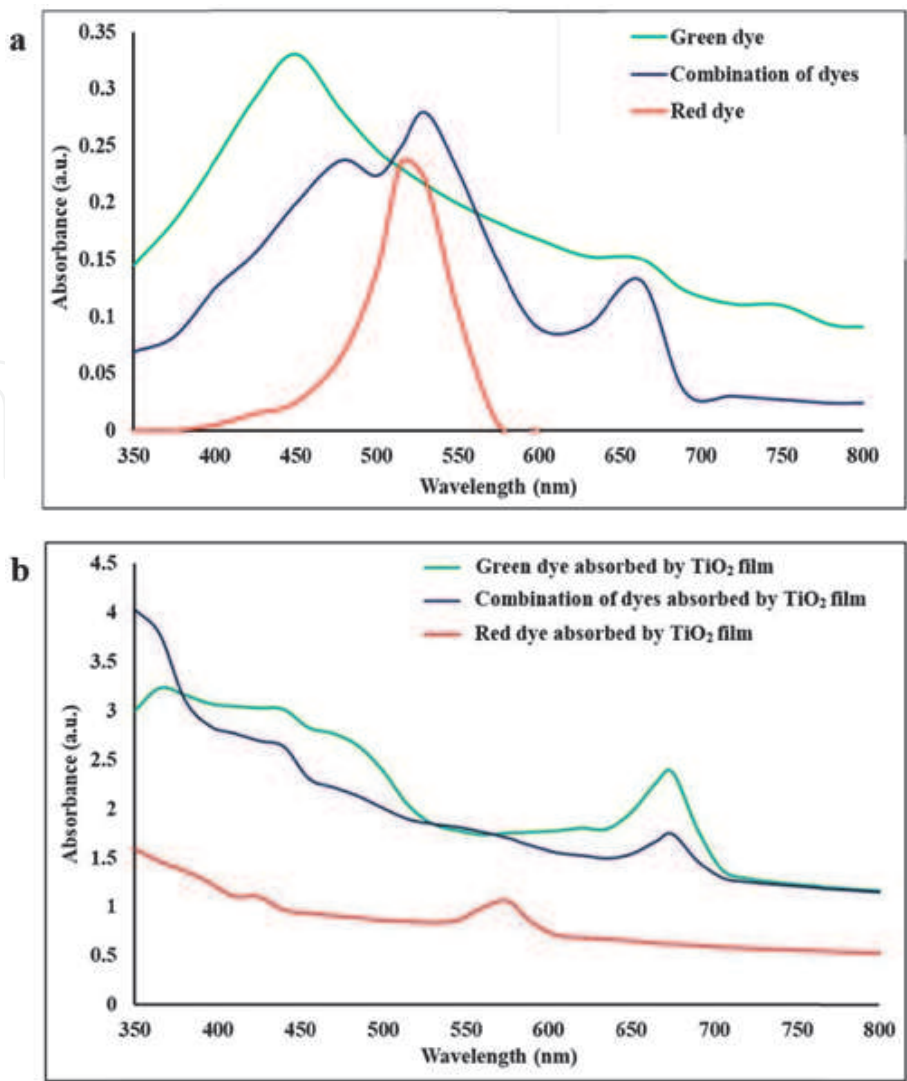 a
0.35
0.3
0.25
0.2
0.15
0.1
0.05
0
Absorbance (a.u.)
Green dye
Combination of dyes
Red dye
350 400 450 500 550 600 650 700 750 800
Wavelength (nm)
b
4.5
4
3.5
3
2.5
2
1.5
1
0.5
0
Absorbance (a.u.)
Green dye absorbed by TiO₂ film
Combination of dyes absorbed by TiO₂ film
Red dye absorbed by TiO₂ film
350 400 450 500 550 600 650 700 750 800
Wavelength (nm)